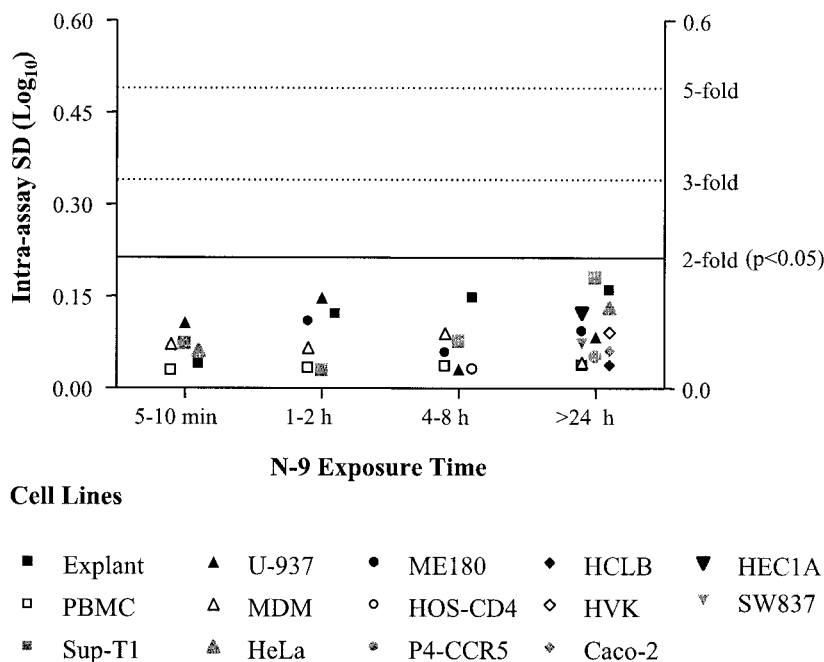 0.60
0.45
0.30
0.15
0.00
Intra-assay SD (Log10)
0.6
5-fold
3-fold
2-fold (p<0.05)
0.0
5-10 min 1-2 h 4-8 h >24 h
N-9 Exposure Time
Cell Lines
Explant U-937 ME180 HCLB HEC1A
PBMC MDM HOS-CD4 HVK SW837
Sup-T1 HeLa P4-CCR5 Caco-2